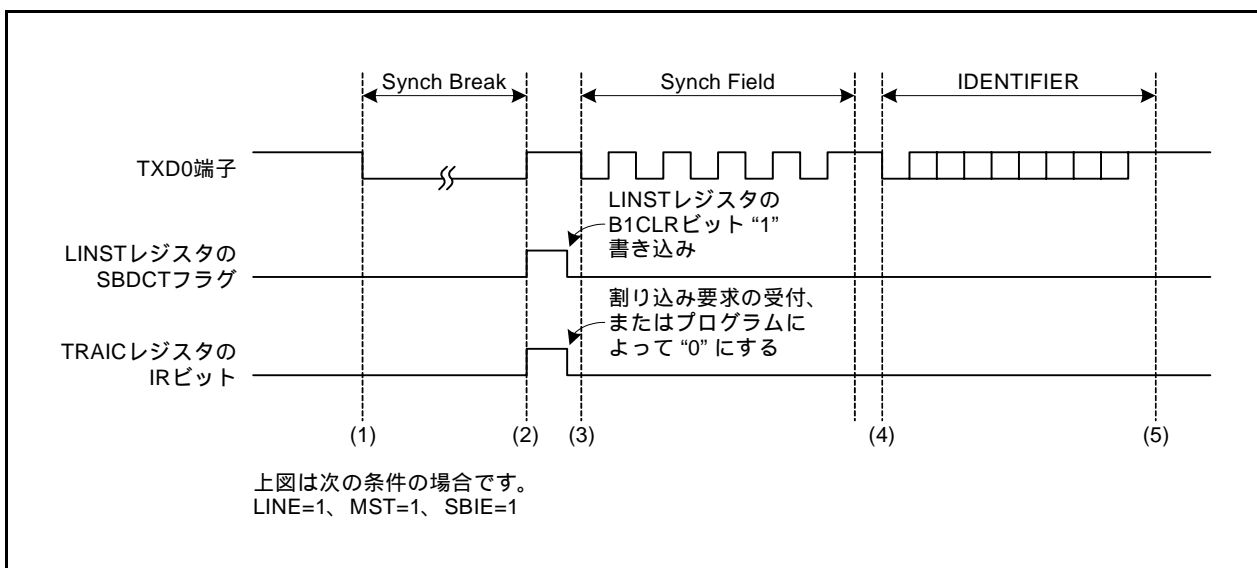 Synch Break
Synch Field
IDENTIFIER
TXD0端子
LINSTレジスタの
B1CLRビット “1”
書き込み
LINSTレジスタの
SBDCTフラグ
割り込み要求の受付、
またはプログラムに
よって “0” にする
TRAICレジスタの
IRビット
(1)
(2)
(3)
(4)
(5)
上図は次の条件の場合です。
LINE=1、MST=1、SBIE=1